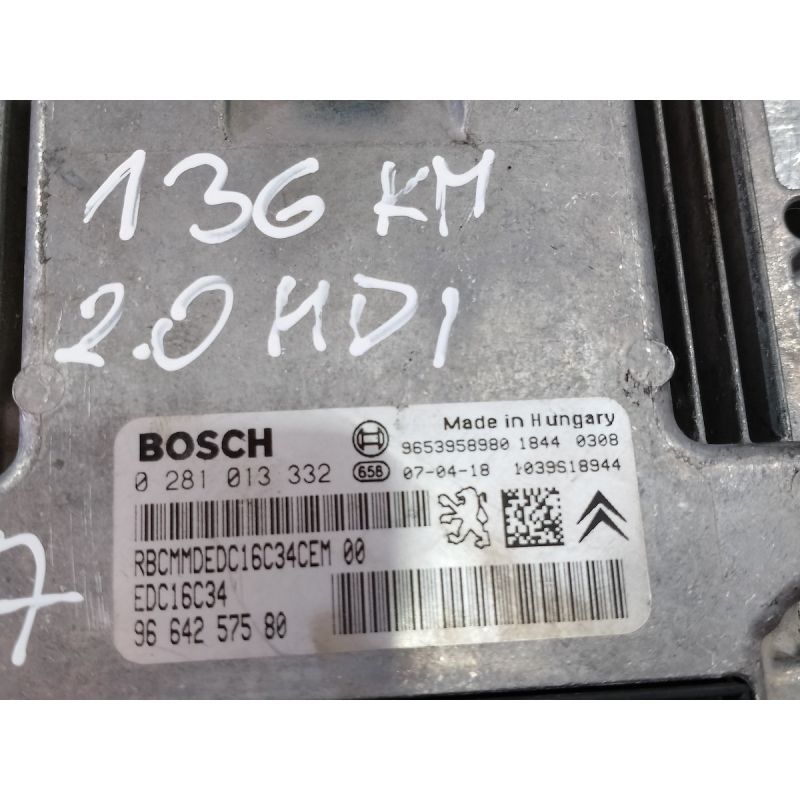 136 KM
2.0 HDI
7
BOSCH
Made in Hungary
9653958980 1844 0308
0 281 013 332
658
07-04-18 1039S18944
RBCMMDEDC16C34CEM 00
EDC16C34
96 642 575 80